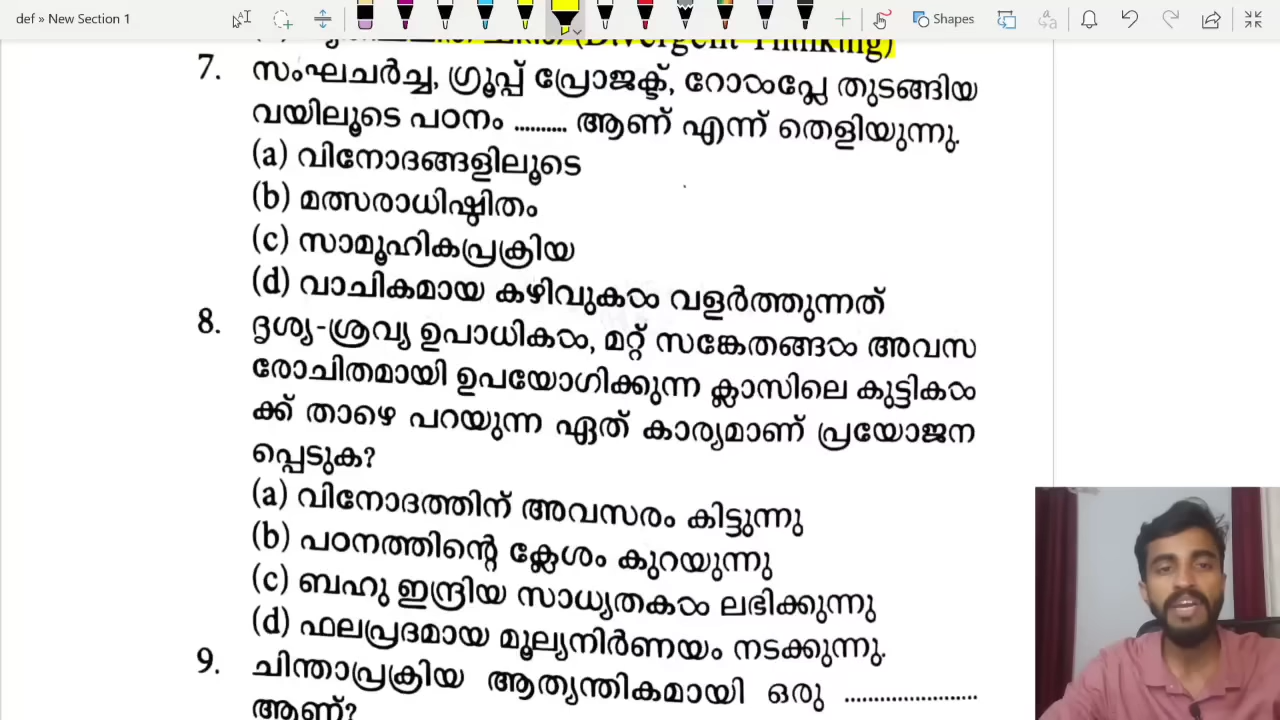 def » New Section 1
Shapes
(Divergent Thinking)
7. സംഘചർച്ച, ഗ്രൂപ്പ് പ്രോജക്ട്, റോൾപ്ലേ തുടങ്ങിയ
വയിലൂടെ പഠനം .......... ആണ് എന്ന് തെളിയുന്നു.
(a) വിനോദങ്ങളിലൂടെ
(b) മത്സരാധിഷ്ഠിതം
(c) സാമൂഹികപ്രക്രിയ
(d) വാചികമായ കഴിവുകൾ വളർത്തുന്നത്
8. ദൃശ്യ-ശ്രവ്യ ഉപാധികൾ, മറ്റ് സങ്കേതങ്ങൾ അവസ
രോചിതമായി ഉപയോഗിക്കുന്ന ക്ലാസിലെ കുട്ടികൾ
ക്ക് താഴെ പറയുന്ന ഏത് കാര്യമാണ് പ്രയോജന
പ്പെടുക?
(a) വിനോദത്തിന് അവസരം കിട്ടുന്നു
(b) പഠനത്തിന്റെ ക്ലേശം കുറയുന്നു
(c) ബഹു ഇന്ദ്രിയ സാധ്യതകൾ ലഭിക്കുന്നു
(d) ഫലപ്രദമായ മൂല്യനിർണയം നടക്കുന്നു.
9. ചിന്താപ്രക്രിയ ആത്യന്തികമായി ഒരു ......................
ആണ്?